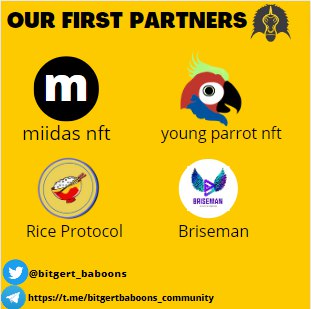 OUR FIRST PARTNERS
m
miidas nft
young parrot nft
BRISEMAN
Rice Protocol
Briseman
@bitgert_baboons
https://t.me/bitgertbaboons_community